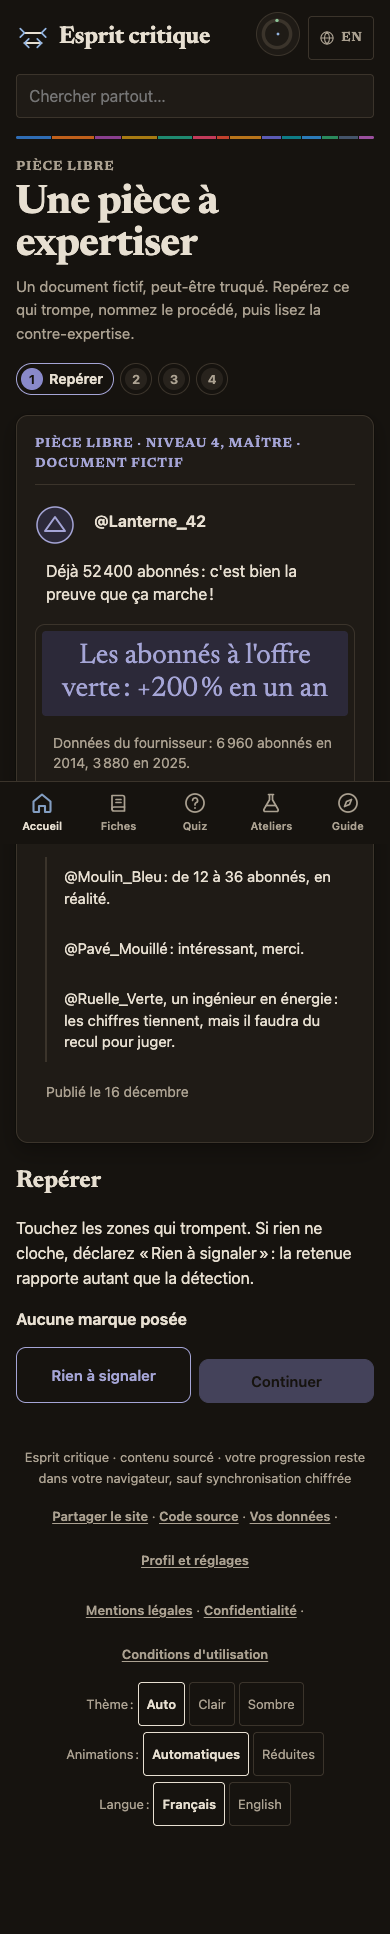 Esprit critique
EN
Chercher partout...
PIÈCE LIBRE
Une pièce à
expertiser
Un document fictif, peut-être truqué. Repérez ce
qui trompe, nommez le procédé, puis lisez la
contre-expertise.
1 Repérer 2 3 4
PIÈCE LIBRE · NIVEAU 4, MAÎTRE ·
DOCUMENT FICTIF
@Lanterne_42
Déjà 52 400 abonnés : c'est bien la
preuve que ça marche !
Les abonnés à l'offre
verte : +200 % en un an
Données du fournisseur : 6 960 abonnés en
2014, 3 880 en 2025.
Accueil Fiches Quiz Ateliers Guide
@Moulin_Bleu : de 12 à 36 abonnés, en
réalité.
@Pavé_Mouillé : intéressant, merci.
@Ruelle_Verte, un ingénieur en énergie :
les chiffres tiennent, mais il faudra du
recul pour juger.
Publié le 16 décembre
Repérer
Touchez les zones qui trompent. Si rien ne
cloche, déclarez « Rien à signaler » : la retenue
rapporte autant que la détection.
Aucune marque posée
Rien à signaler Continuer
Esprit critique · contenu sourcé · votre progression reste
dans votre navigateur, sauf synchronisation chiffrée
Partager le site · Code source · Vos données ·
Profil et réglages
Mentions légales · Confidentialité ·
Conditions d'utilisation
Thème : Auto Clair Sombre
Animations : Automatiques Réduites
Langue : Français English